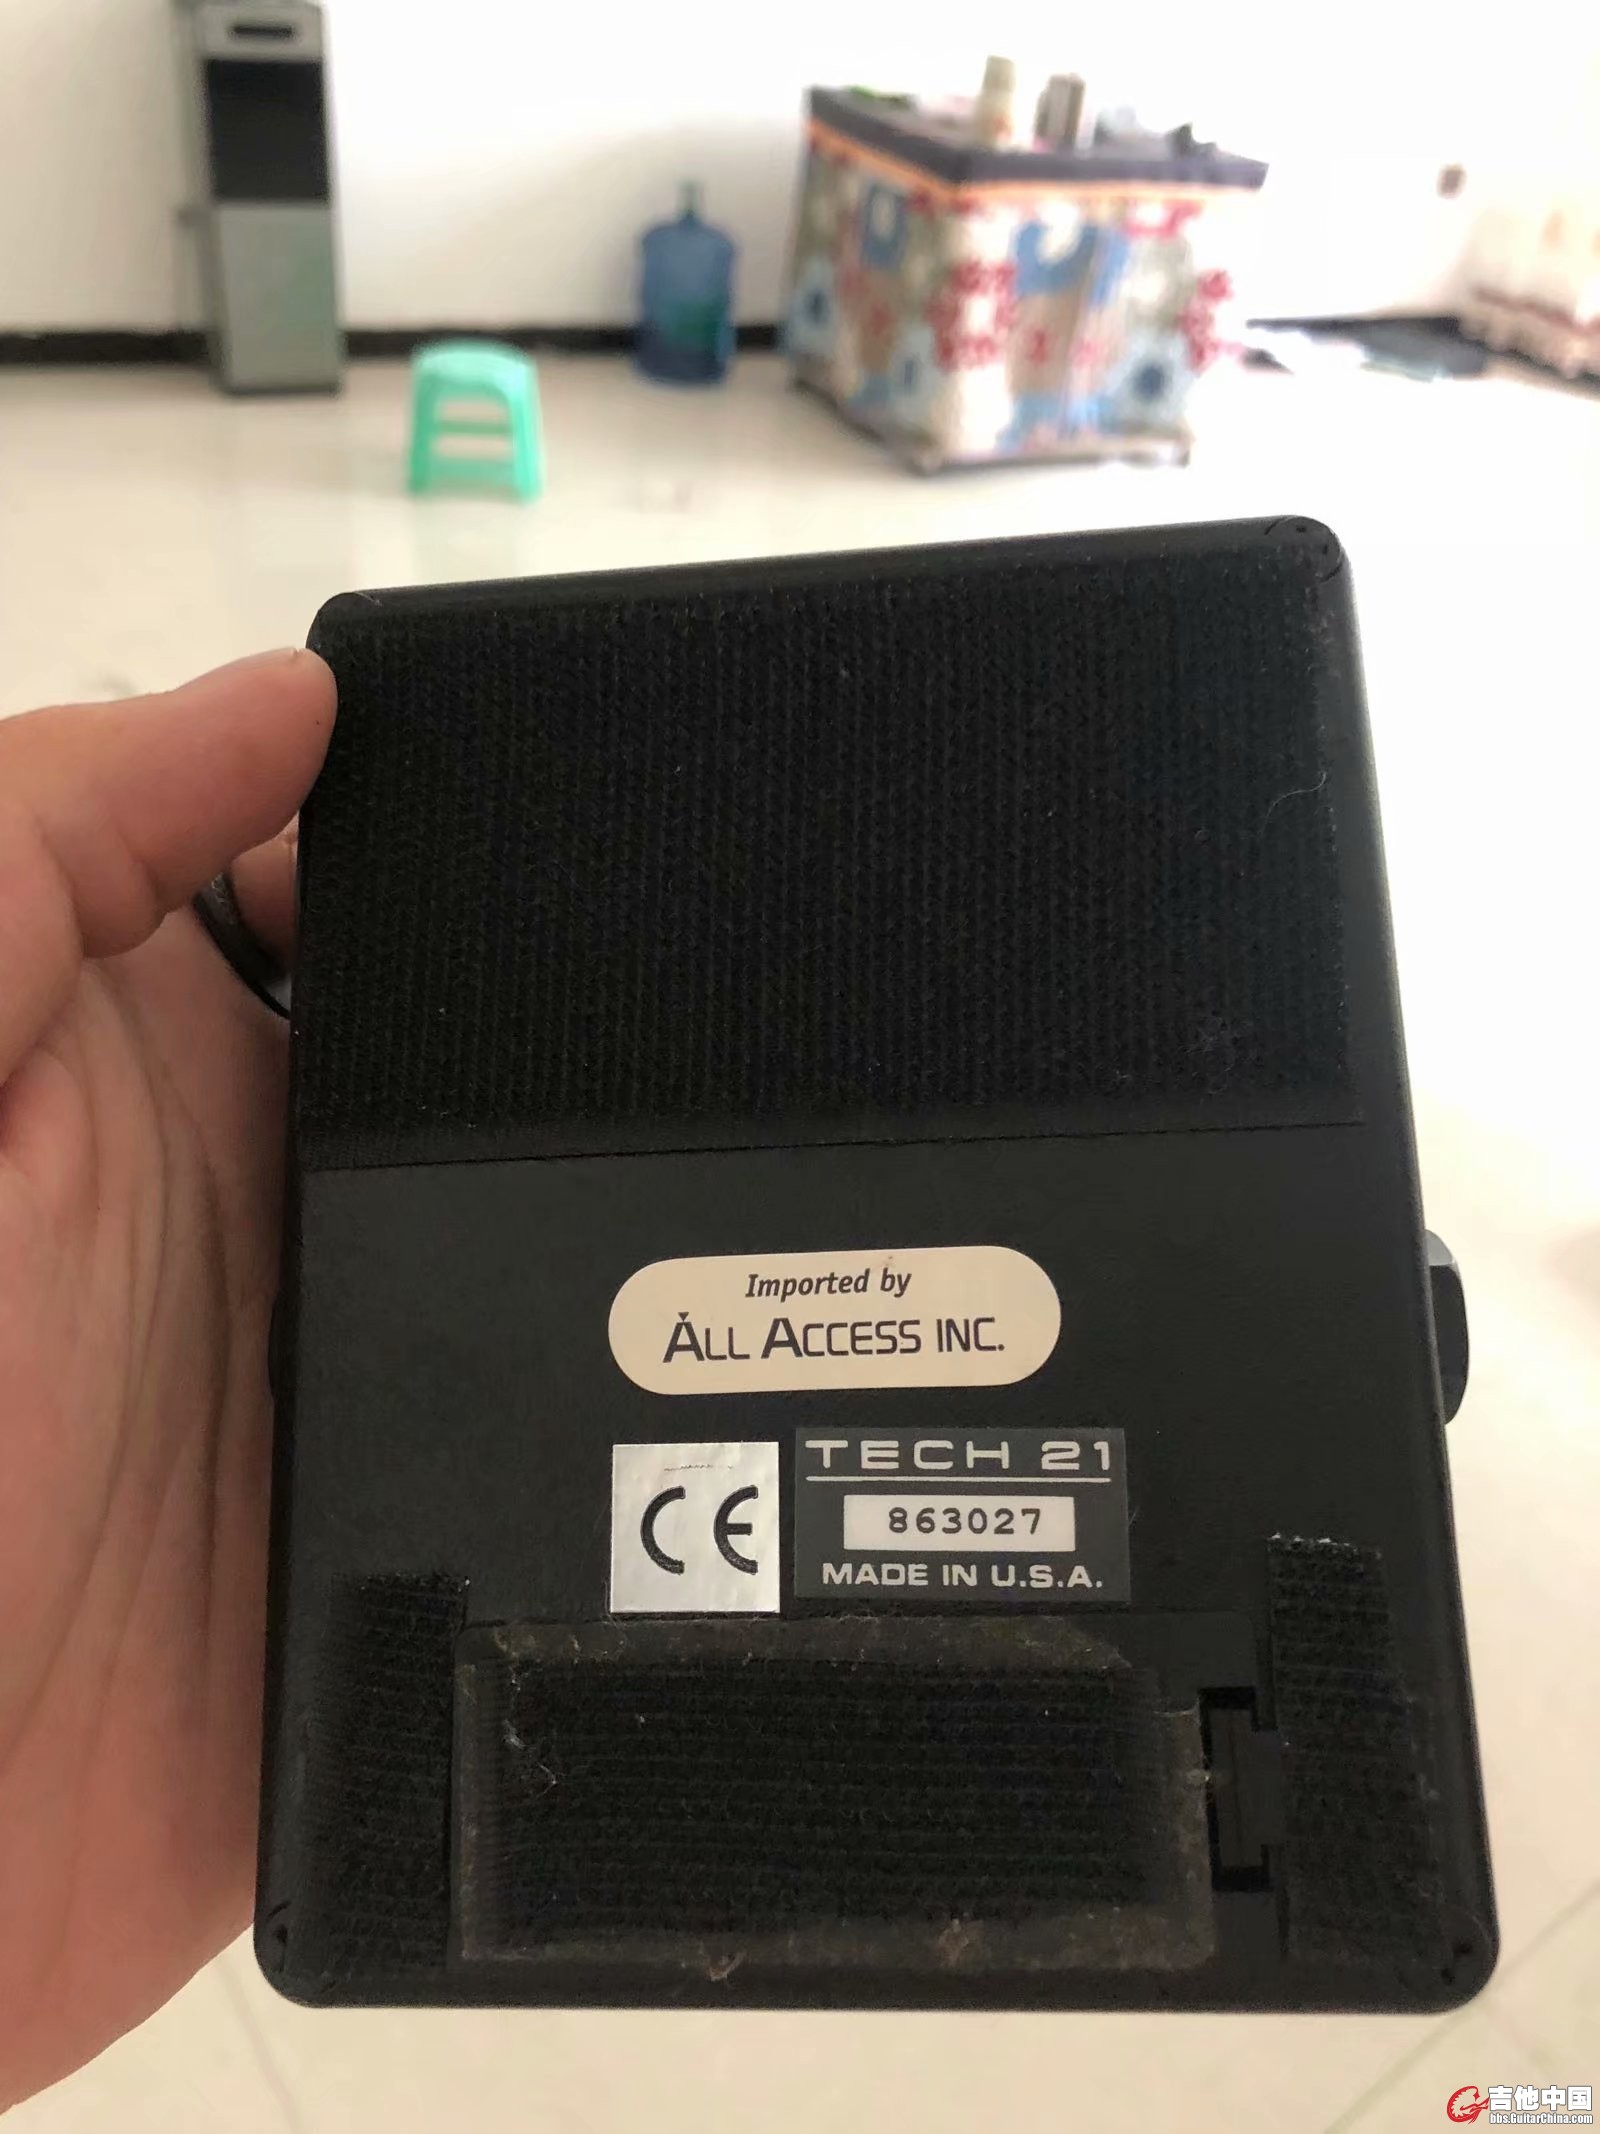 Imported by
ALL ACCESS INC.
CE
TECH 21
863027
MADE IN U.S.A.
吉他中国
bbs.GuitarChina.com